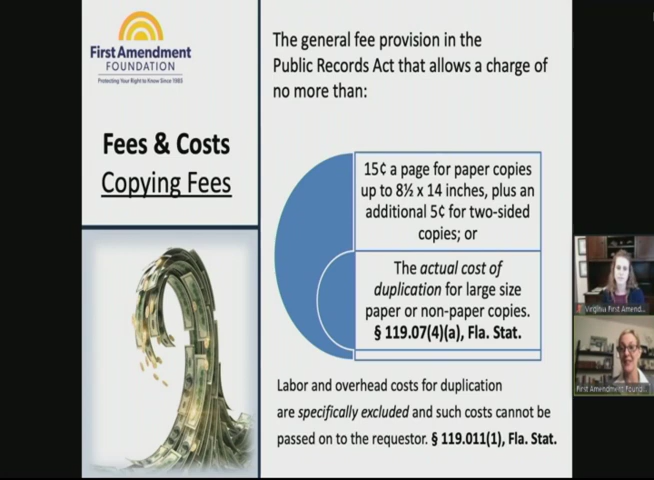 First Amendment
FOUNDATION
Protecting Your Right to Know Since 1985
Fees & Costs
Copying Fees
The general fee provision in the
Public Records Act that allows a charge of
no more than:
15¢ a page for paper copies
up to 8½ x 14 inches, plus an
additional 5¢ for two-sided
copies; or
The actual cost of
duplication for large size
paper or non-paper copies.
§ 119.07(4)(a), Fla. Stat.
Labor and overhead costs for duplication
are specifically excluded and such costs cannot be
passed on to the requestor. § 119.011(1), Fla. Stat.
Virginia First Amend...
First Amendment Found...